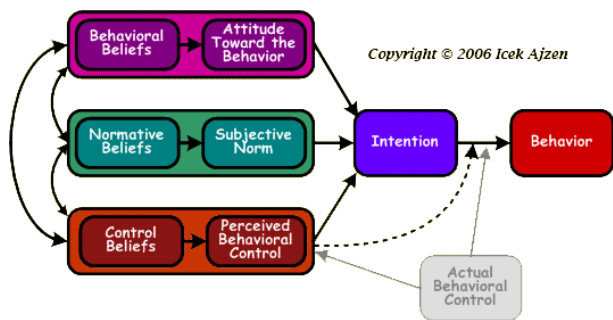 Behavioral
Beliefs
Attitude
Toward the
Behavior
Copyright © 2006 Icek Ajzen
Normative
Beliefs
Subjective
Norm
Intention
Behavior
Control
Beliefs
Perceived
Behavioral
Control
Actual
Behavioral
Control